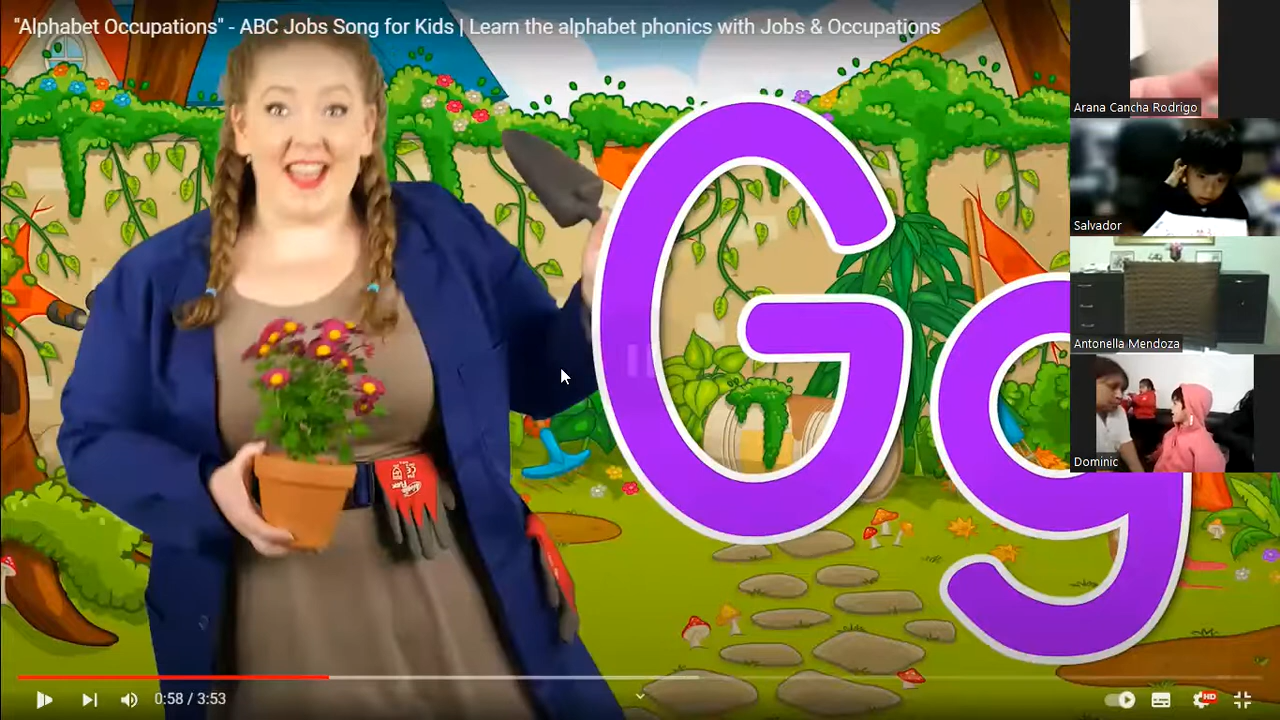 "Alphabet Occupations" - ABC Jobs Song for Kids | Learn the alphabet phonics with Jobs & Occupations
Arana Cancha Rodrigo
Salvador
Antonella Mendoza
Dominic
Gg
0:58 / 3:53
HD